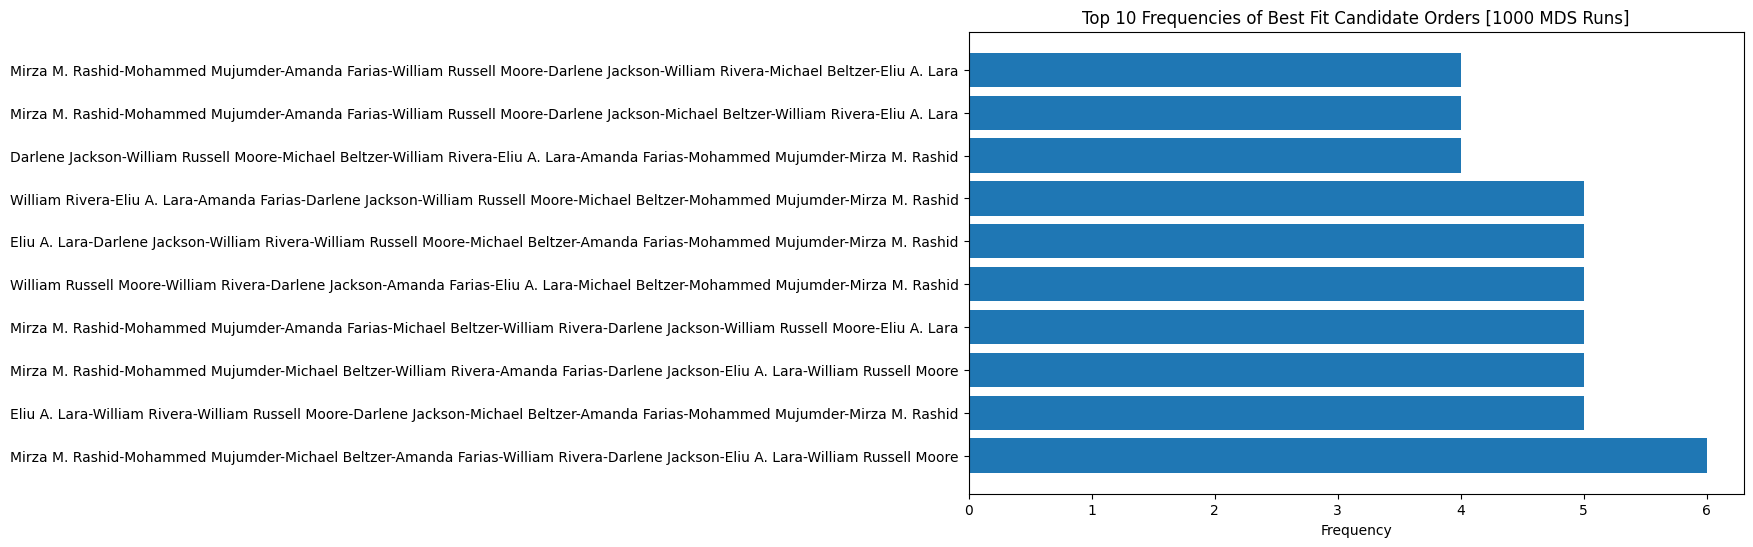 Top 10 Frequencies of Best Fit Candidate Orders [1000 MDS Runs]
Mirza M. Rashid-Mohammed Mujumder-Amanda Farias-William Russell Moore-Darlene Jackson-William Rivera-Michael Beltzer-Eliu A. Lara
Mirza M. Rashid-Mohammed Mujumder-Amanda Farias-William Russell Moore-Darlene Jackson-Michael Beltzer-William Rivera-Eliu A. Lara
Darlene Jackson-William Russell Moore-Michael Beltzer-William Rivera-Eliu A. Lara-Amanda Farias-Mohammed Mujumder-Mirza M. Rashid
William Rivera-Eliu A. Lara-Amanda Farias-Darlene Jackson-William Russell Moore-Michael Beltzer-Mohammed Mujumder-Mirza M. Rashid
Eliu A. Lara-Darlene Jackson-William Rivera-William Russell Moore-Michael Beltzer-Amanda Farias-Mohammed Mujumder-Mirza M. Rashid
William Russell Moore-William Rivera-Darlene Jackson-Amanda Farias-Eliu A. Lara-Michael Beltzer-Mohammed Mujumder-Mirza M. Rashid
Mirza M. Rashid-Mohammed Mujumder-Amanda Farias-Michael Beltzer-William Rivera-Darlene Jackson-William Russell Moore-Eliu A. Lara
Mirza M. Rashid-Mohammed Mujumder-Michael Beltzer-William Rivera-Amanda Farias-Darlene Jackson-Eliu A. Lara-William Russell Moore
Eliu A. Lara-William Rivera-William Russell Moore-Darlene Jackson-Michael Beltzer-Amanda Farias-Mohammed Mujumder-Mirza M. Rashid
Mirza M. Rashid-Mohammed Mujumder-Michael Beltzer-Amanda Farias-William Rivera-Darlene Jackson-Eliu A. Lara-William Russell Moore
0 1 2 3 4 5 6
Frequency